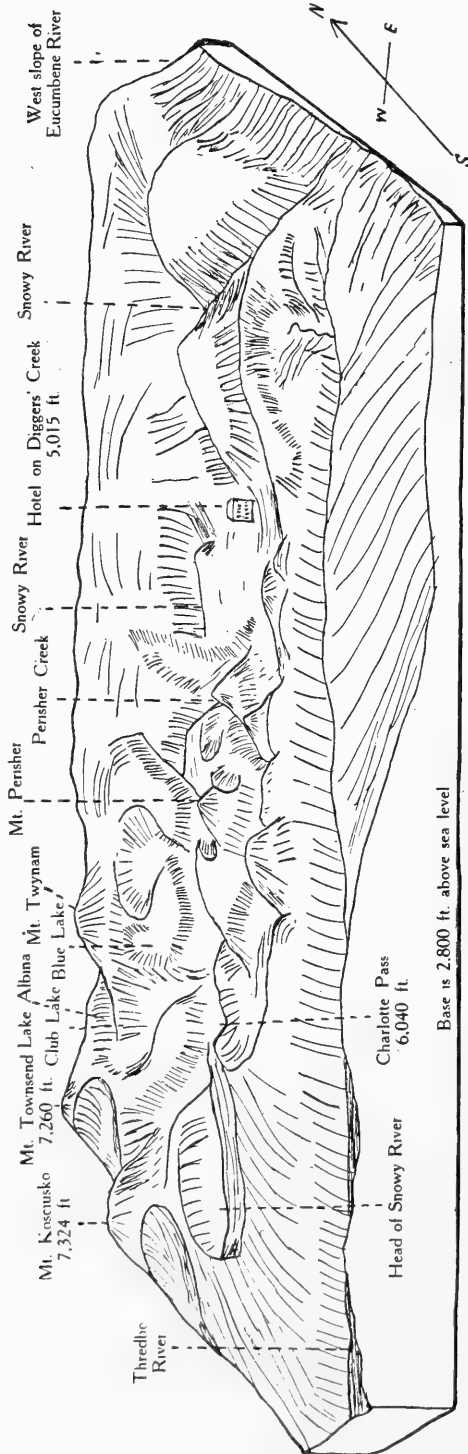 Thredbo
River
Mt. Kosciusko
7.324 ft
Mt. Townsend
7.260 ft.
Lake Albina
Club Lake
Blue Lake
Mt. Twynam
Mt. Perisher
Perisher Creek
Snowy River
Hotel on Diggers' Creek
5,015 ft.
Snowy River
West slope of
Eucumbene River
N
W
E
S
Head of Snowy River
Charlotte Pass
6,040 ft.
Base is 2.800 ft. above sea level